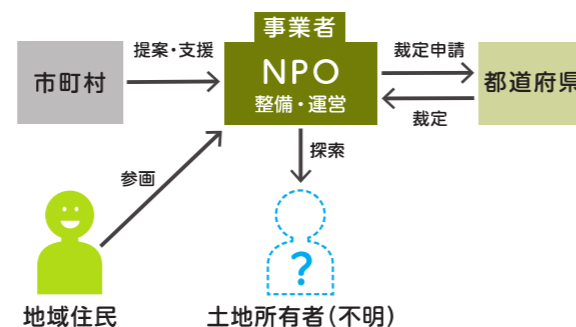 事業者
NPO
整備・運営
市町村
提案・支援
裁定申請
裁定
都道府県
探索
参画
?
地域住民
土地所有者(不明)